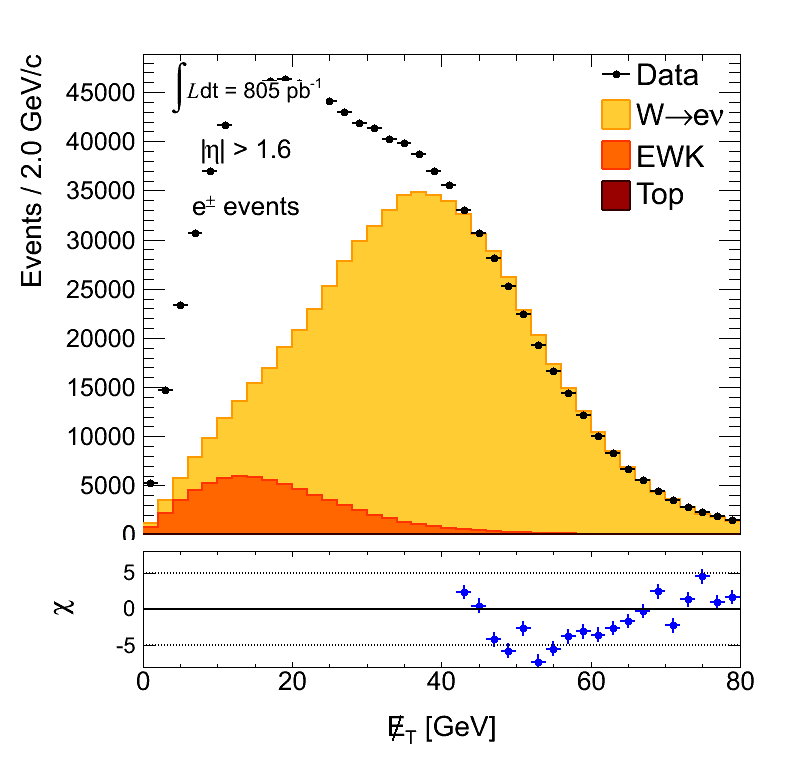 Events / 2.0 GeV/c
45000
40000
35000
30000
25000
20000
15000
10000
5000
0
∫ Ldt = 805 pb⁻¹
|η| > 1.6
e± events
Data
W→eν
EWK
Top
χ
5
0
-5
0 20 40 60 80
E̸_T [GeV]